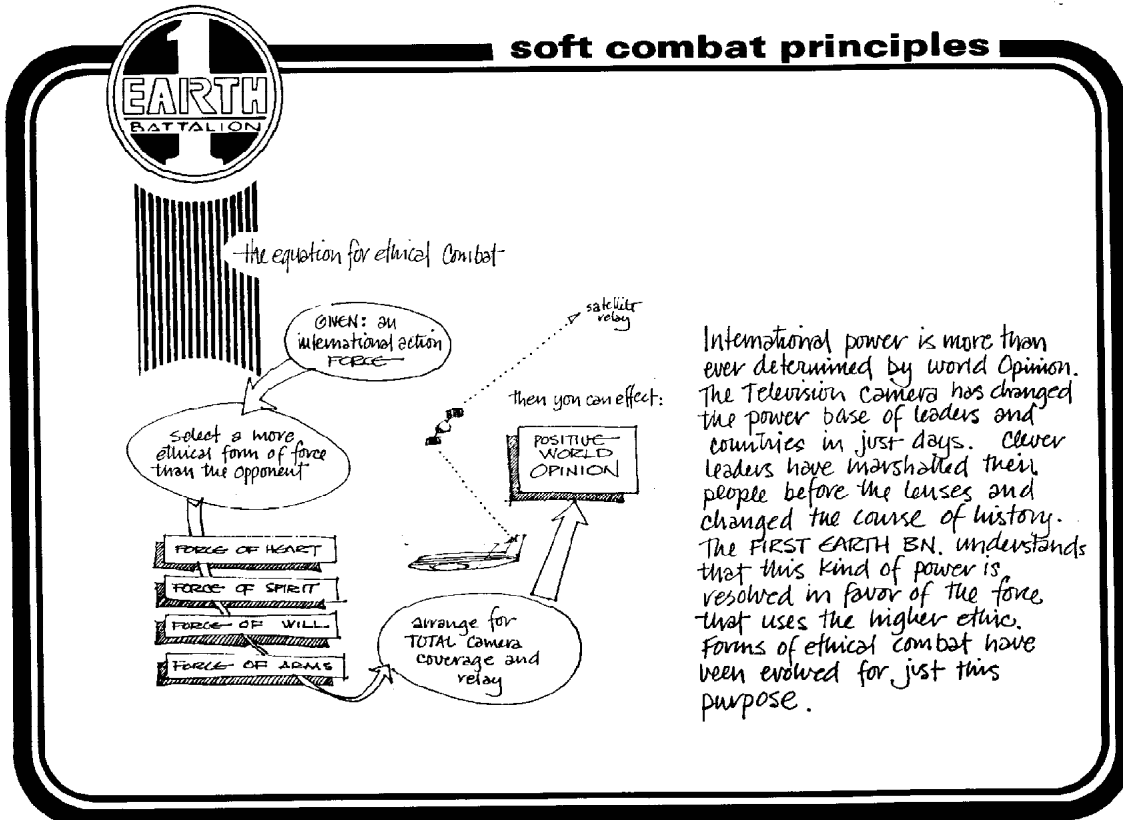 soft combat principles
1
EARTH
BATTALION
the equation for ethical Combat
GIVEN: an
international action
FORCE
select a more
ethical form of force
than the opponent
FORCE OF HEART
FORCE OF SPIRIT
FORCE OF WILL
FORCE OF ARMS
arrange for
TOTAL camera
coverage and
relay
satellite
relay
then you can effect:
POSITIVE
WORLD
OPINION
International power is more than
ever determined by world Opinion.
The Television Camera has changed
the power base of leaders and
countries in just days. Clever
leaders have marshalled their
people before the lenses and
changed the course of history.
The FIRST EARTH BN. understands
that this kind of power is
resolved in favor of the force
that uses the higher ethic.
Forms of ethical combat have
been evolved for just this
purpose.